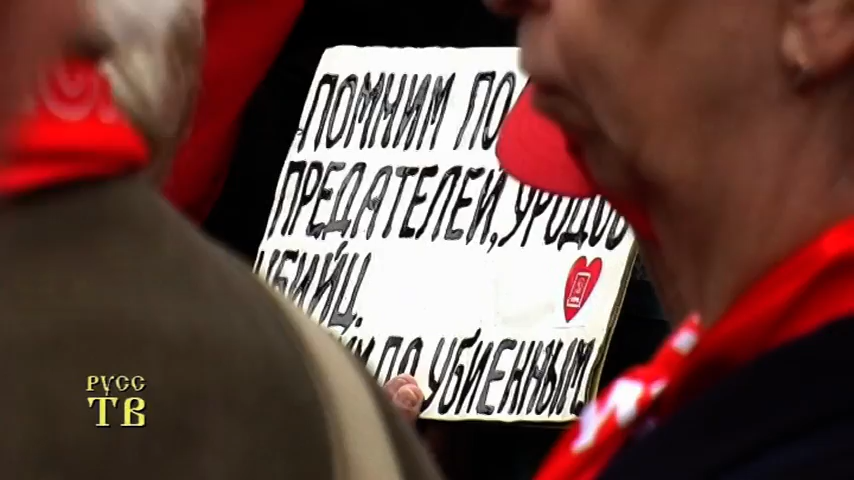 ПОМНИМ ПО
ПРЕДАТЕЛЕЙ, УРОДОВ
УБИЙЦ.
ПО УБИЕННЫМ
РУСС
ТВ